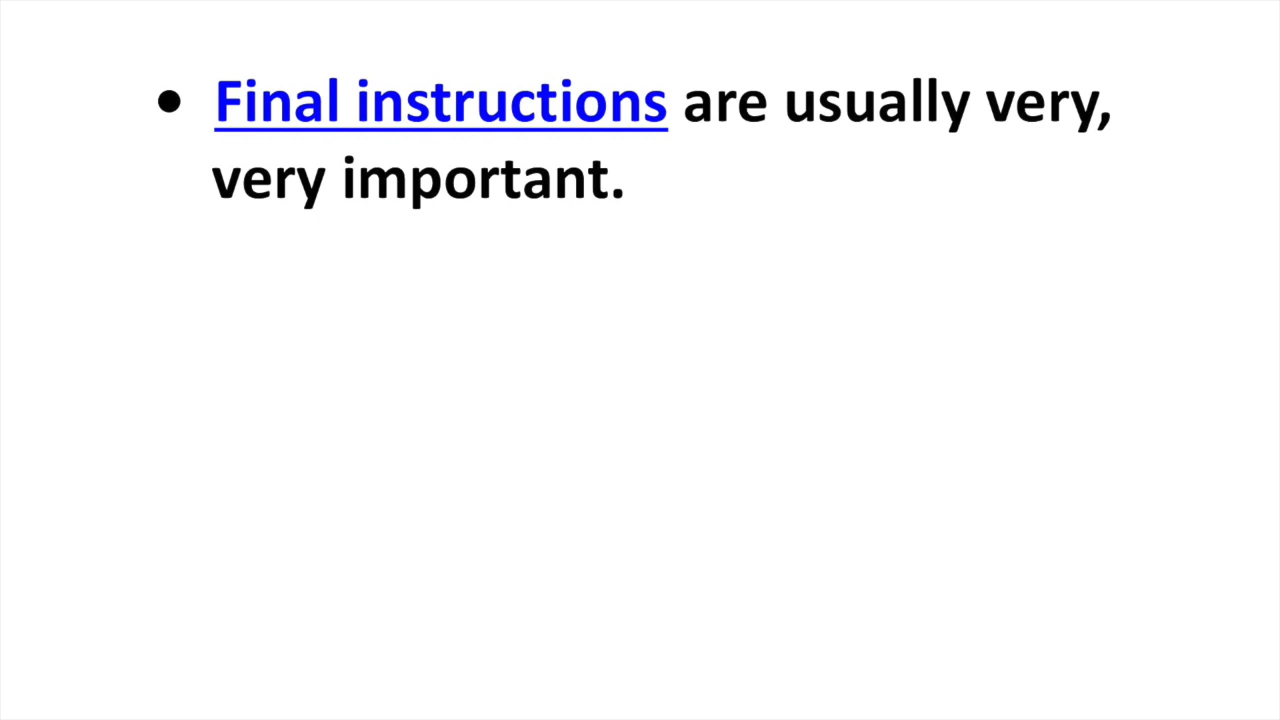 • Final instructions are usually very,
very important.